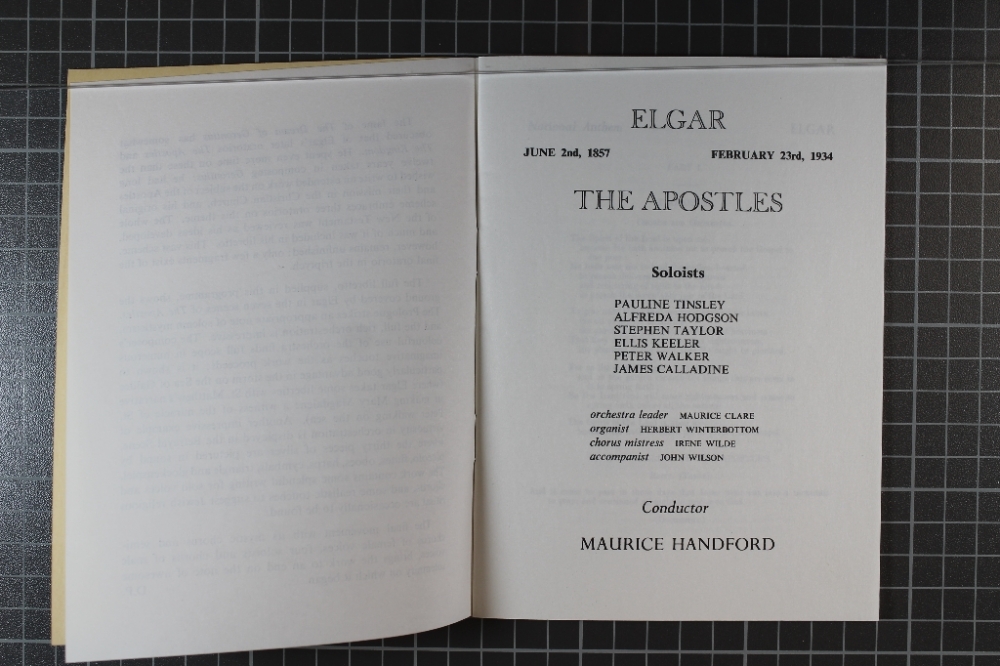 ELGAR
JUNE 2nd, 1857 FEBRUARY 23rd, 1934
THE APOSTLES
Soloists
PAULINE TINSLEY
ALFREDA HODGSON
STEPHEN TAYLOR
ELLIS KEELER
PETER WALKER
JAMES CALLADINE
orchestra leader MAURICE CLARE
organist HERBERT WINTERBOTTOM
chorus mistress IRENE WILDE
accompanist JOHN WILSON
Conductor
MAURICE HANDFORD